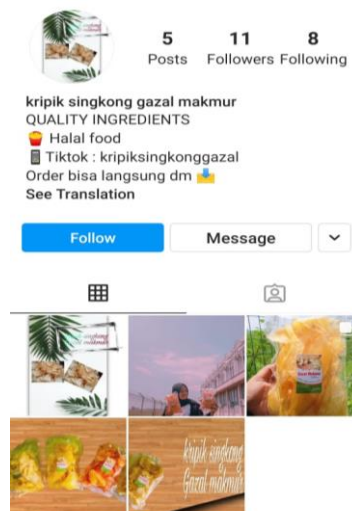 5 11 8
Posts Followers Following
kripik singkong gazal makmur
QUALITY INGREDIENTS
🍟 Halal food
📱 Tiktok : kripiksingkonggazal
Order bisa langsung dm 📥
See Translation
Follow Message
kripik singkong
Gazal makmur